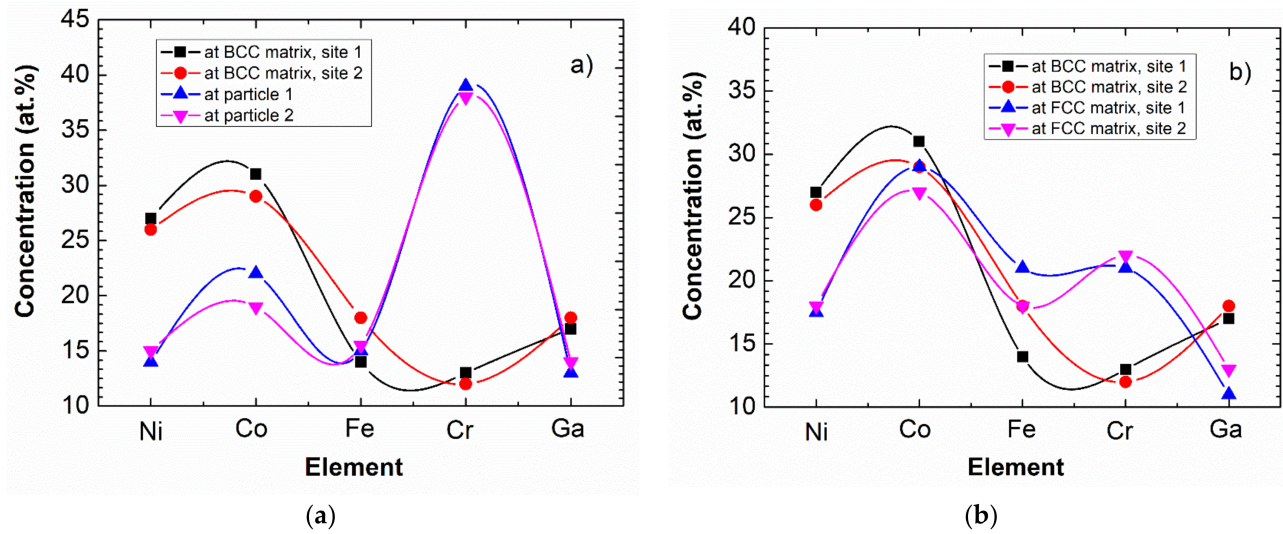 45
40
35
30
25
20
15
10
Concentration (at.%)
at BCC matrix, site 1
at BCC matrix, site 2
at particle 1
at particle 2
a)
Ni Co Fe Cr Ga
Element
(a)
40
35
30
25
20
15
10
Concentration (at.%)
at BCC matrix, site 1
at BCC matrix, site 2
at FCC matrix, site 1
at FCC matrix, site 2
b)
Ni Co Fe Cr Ga
Element
(b)